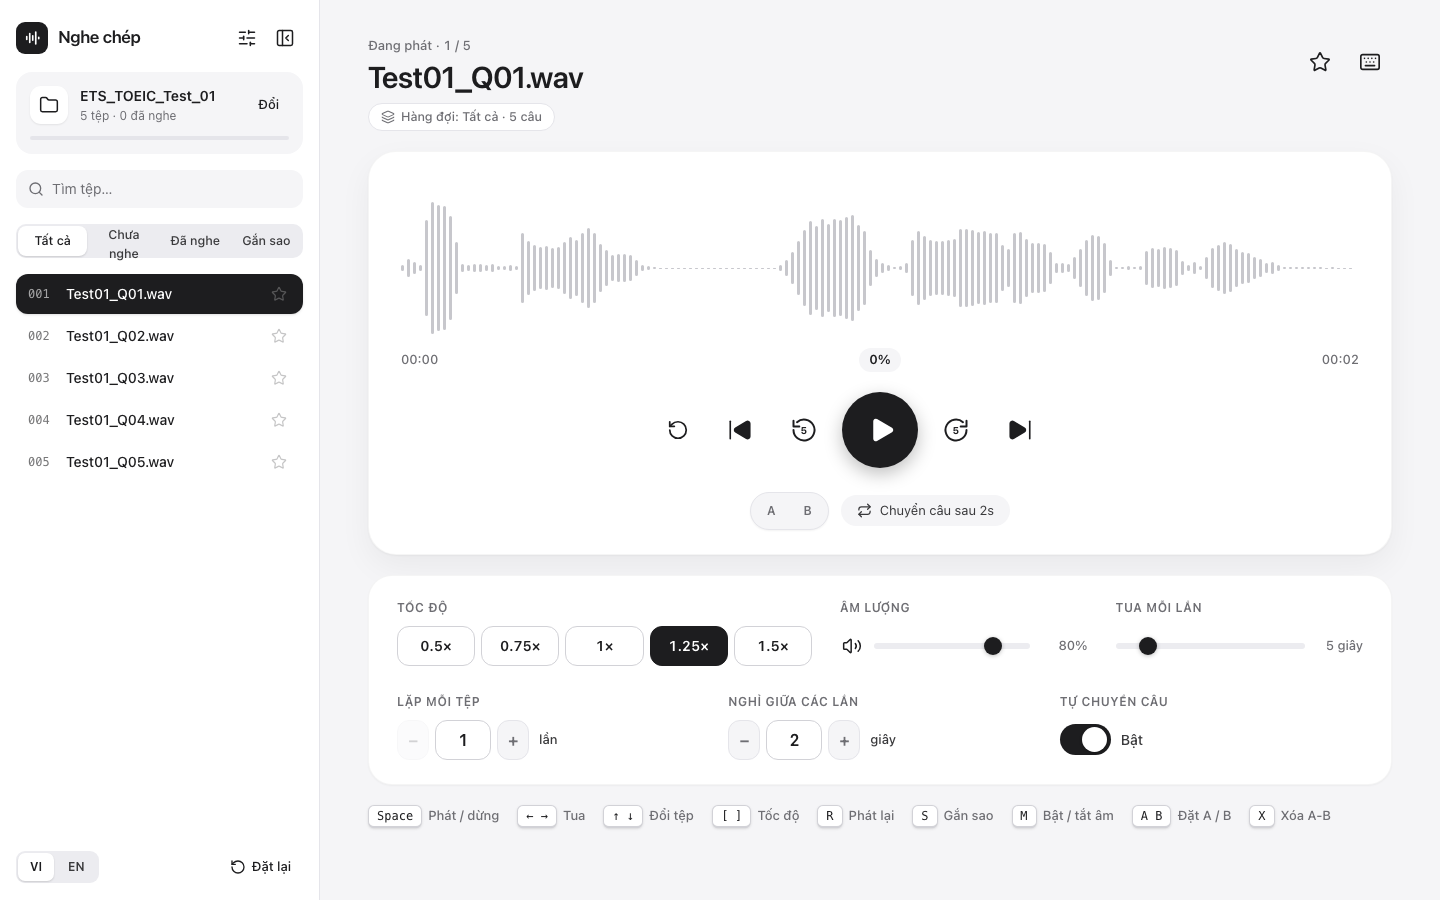 Nghe chép
ETS_TOEIC_Test_01
5 tệp · 0 đã nghe
Đổi
Tìm tệp...
Tất cả
Chưa nghe
Đã nghe
Gắn sao
001 Test01_Q01.wav
002 Test01_Q02.wav
003 Test01_Q03.wav
004 Test01_Q04.wav
005 Test01_Q05.wav
VI EN
Đặt lại
Đang phát · 1 / 5
Test01_Q01.wav
Hàng đợi: Tất cả · 5 câu
00:00 0% 00:02
5 5
A B
Chuyển câu sau 2s
TỐC ĐỘ
0.5× 0.75× 1× 1.25× 1.5×
ÂM LƯỢNG
80%
TUA MỖI LẦN
5 giây
LẶP MỖI TỆP
− 1 + lần
NGHỈ GIỮA CÁC LẦN
− 2 + giây
TỰ CHUYỂN CÂU
Bật
Space Phát / dừng ← → Tua ↑ ↓ Đổi tệp [ ] Tốc độ R Phát lại S Gắn sao M Bật / tắt âm A B Đặt A / B X Xóa A-B